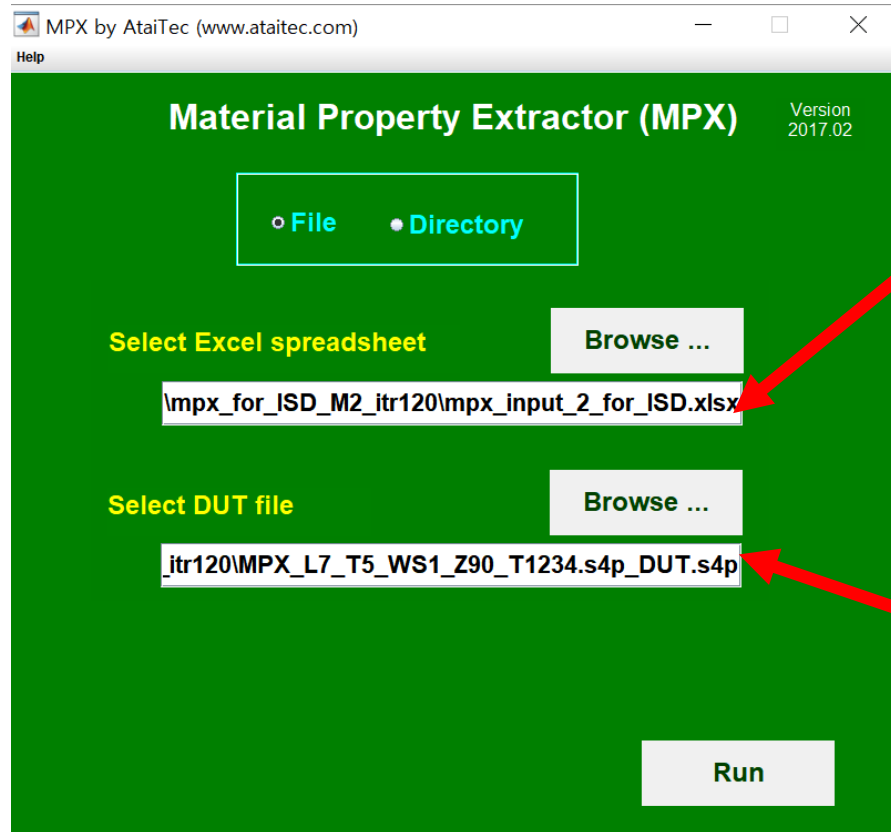 MPX by AtaiTec (www.ataitec.com)
Help
Material Property Extractor (MPX)
Version
2017.02
File
Directory
Select Excel spreadsheet
Browse ...
\mpx_for_ISD_M2_itr120\mpx_input_2_for_ISD.xlsx
Select DUT file
Browse ...
_itr120\MPX_L7_T5_WS1_Z90_T1234.s4p_DUT.s4p
Run